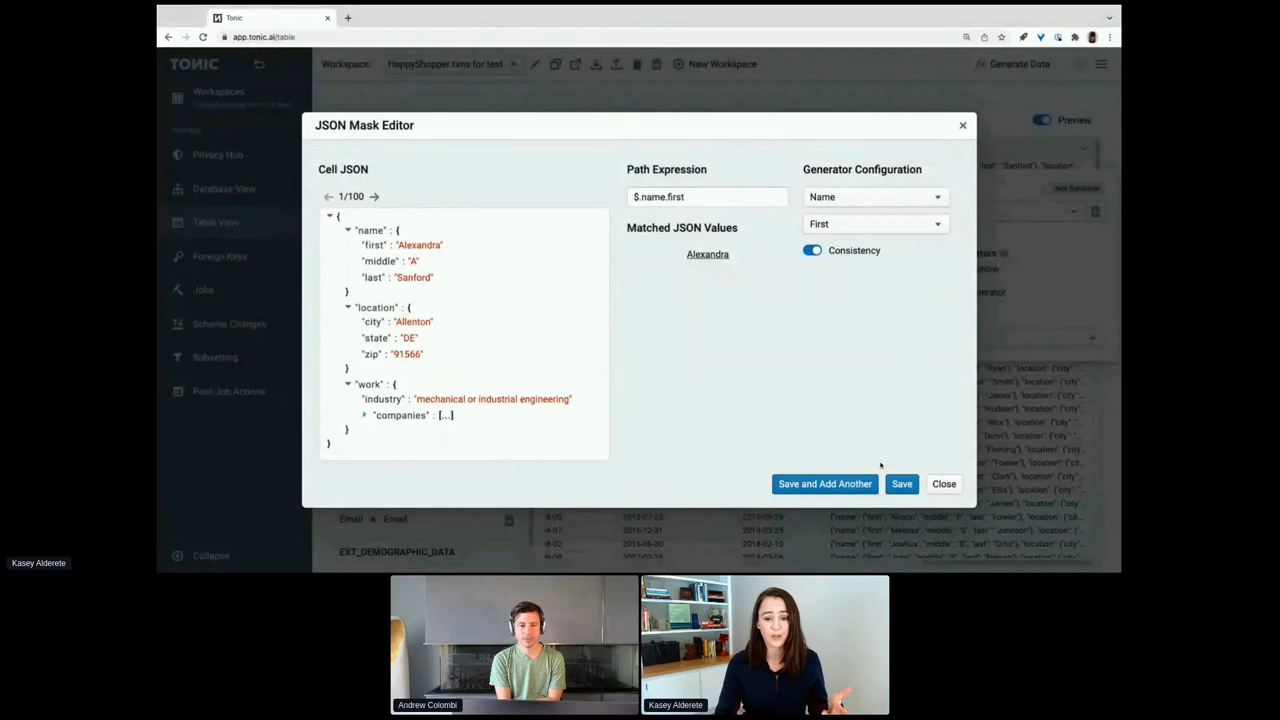 Tonic
app.tonic.ai/table
TONIC
Workspace: HappyShopper txns for test
New Workspace
Generate Data
Workspaces
Manage
Privacy Hub
Database View
Table View
Foreign Keys
Jobs
Schema Changes
Subsetting
Post-Job Actions
Collapse
Preview
JSON Mask Editor
Cell JSON
1/100
{
"name" : {
"first" : "Alexandra"
"middle" : "A"
"last" : "Sanford"
}
"location" : {
"city" : "Allenton"
"state" : "DE"
"zip" : "91566"
}
"work" : {
"industry" : "mechanical or industrial engineering"
"companies" : [...]
}
}
Path Expression
$.name.first
Matched JSON Values
Alexandra
Generator Configuration
Name
First
Consistency
Save and Add Another
Save
Close
Email » Email
EXT_DEMOGRAPHIC_DATA
Kasey Alderete
Andrew Colombi
Kasey Alderete